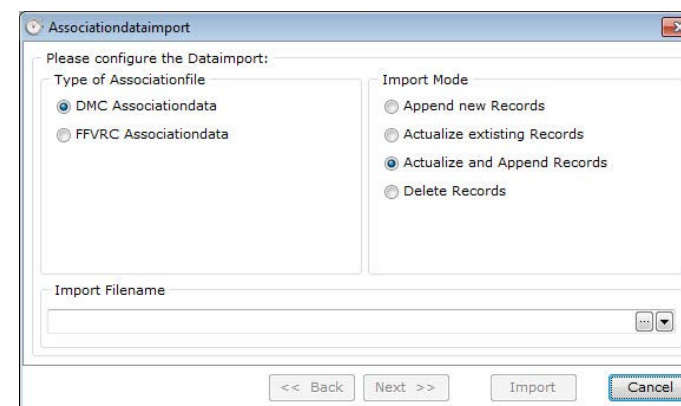 Associationdataimport
Please configure the Dataimport:
Type of Associationfile
DMC Associationdata
FFVRC Associationdata
Import Mode
Append new Records
Actualize extisting Records
Actualize and Append Records
Delete Records
Import Filename
<< Back
Next >>
Import
Cancel